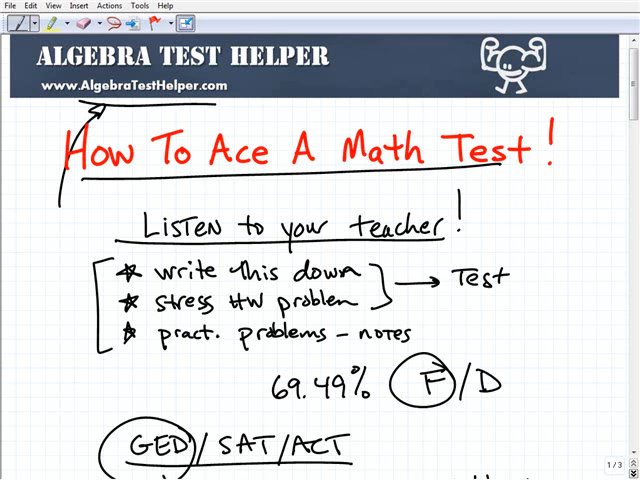 File Edit View Insert Actions Tools Help
ALGEBRA TEST HELPER
www.AlgebraTestHelper.com
How To Ace A Math Test!
Listen to your teacher!
write this down
stress HW problem
→ Test
pract. problems - notes
69.49% F/D
GED/SAT/ACT
1/3